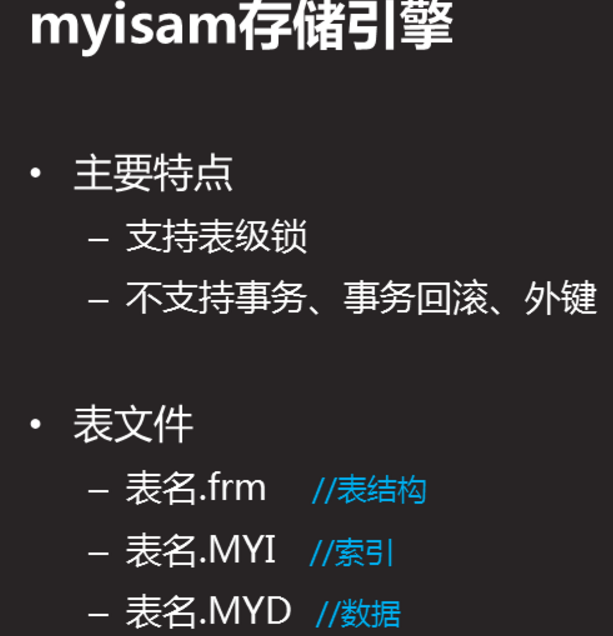 myisam存储引擎
• 主要特点
– 支持表级锁
– 不支持事务、事务回滚、外键
• 表文件
– 表名.frm //表结构
– 表名.MYI //索引
– 表名.MYD //数据